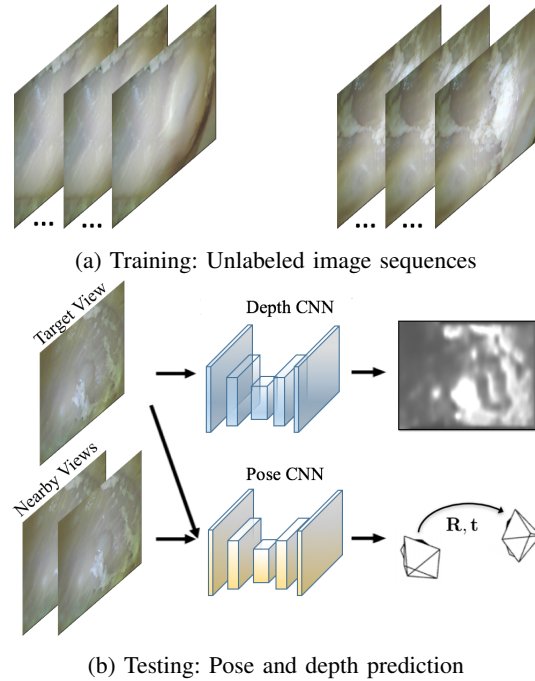 ... ...
... ...
(a) Training: Unlabeled image sequences
Target View
Depth CNN
Nearby Views
Pose CNN
R, t
(b) Testing: Pose and depth prediction